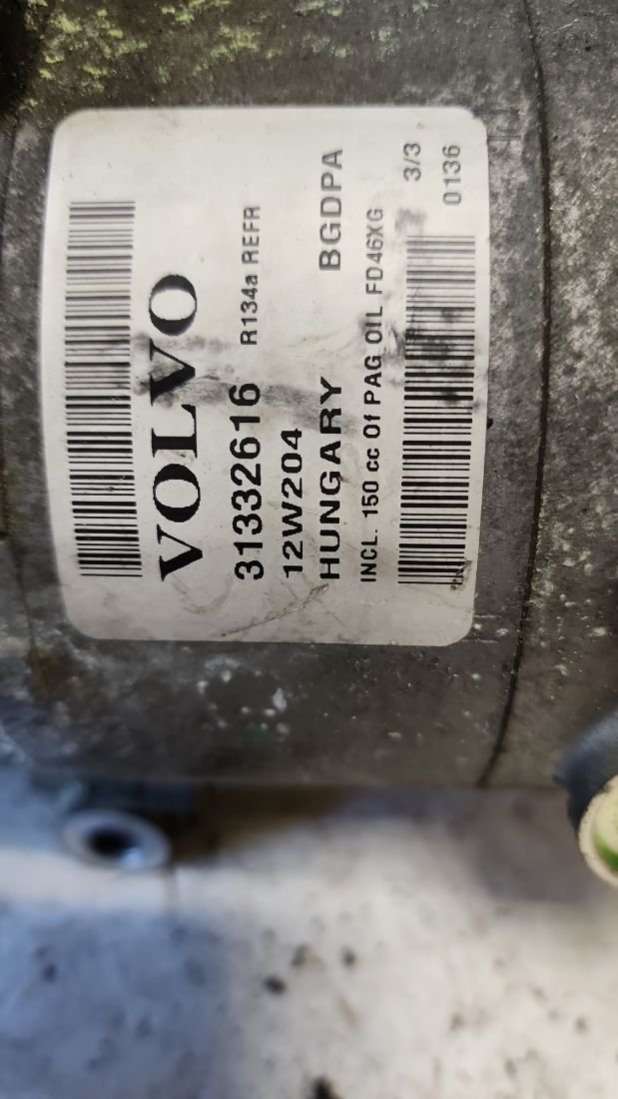 VOLVO
31332616 R134a REFR
12W204
HUNGARY BGDPA
INCL. 150 cc Of PAG OIL FD46XG
3/3
0136